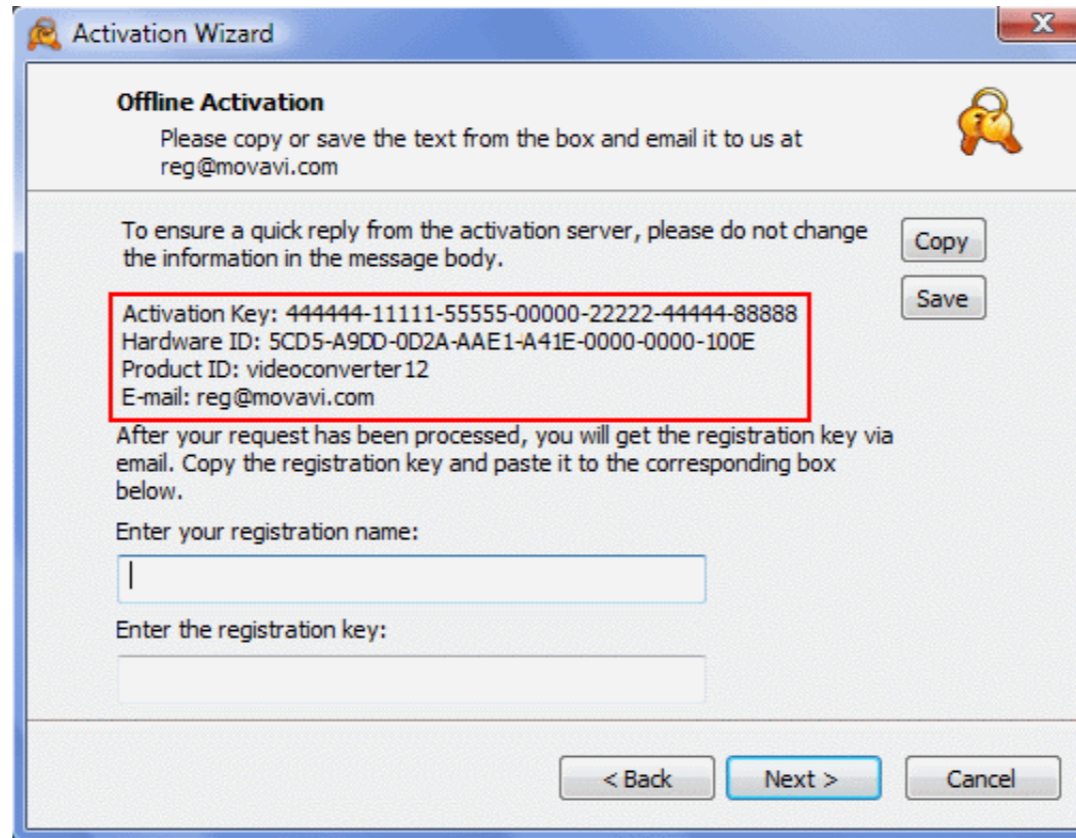 Activation Wizard
Offline Activation
Please copy or save the text from the box and email it to us at
reg@movavi.com
To ensure a quick reply from the activation server, please do not change
the information in the message body.
Copy
Save
Activation Key: 444444-11111-55555-00000-22222-44444-88888
Hardware ID: 5CD5-A9DD-0D2A-AAE1-A41E-0000-0000-100E
Product ID: videoconverter12
E-mail: reg@movavi.com
After your request has been processed, you will get the registration key via
email. Copy the registration key and paste it to the corresponding box
below.
Enter your registration name:
Enter the registration key:
< Back
Next >
Cancel